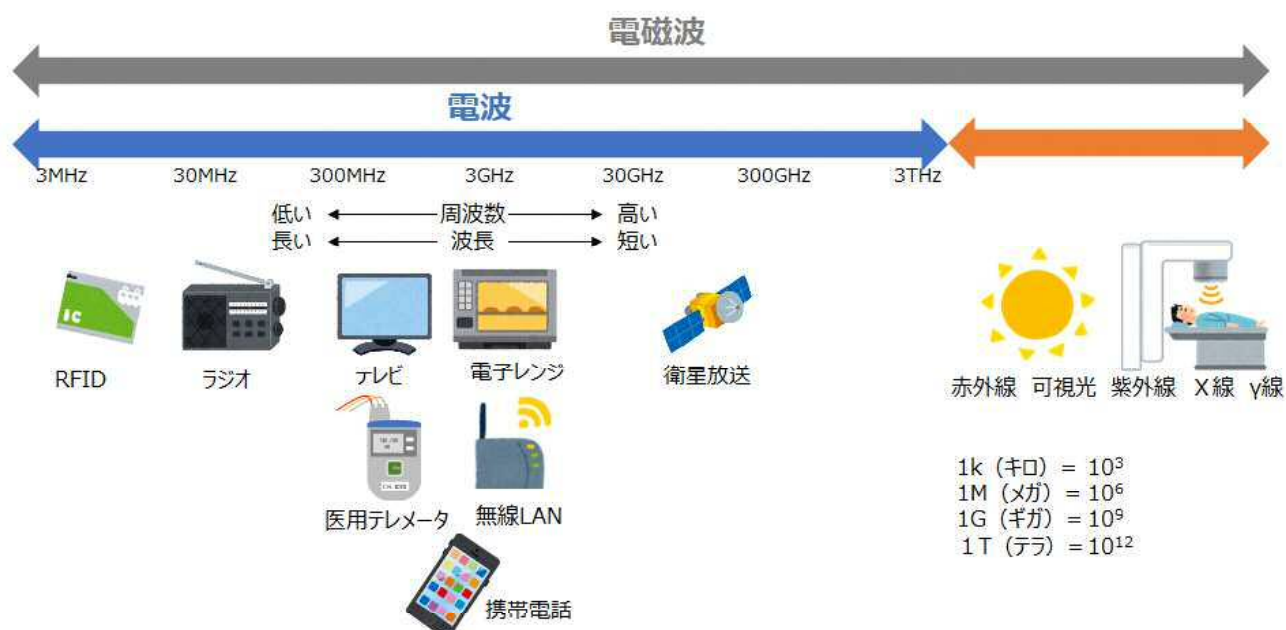 電磁波
電波
3MHz 30MHz 300MHz 3GHz 30GHz 300GHz 3THz
低い 周波数 高い
長い 波長 短い
IC
RFID ラジオ テレビ 電子レンジ 衛星放送
赤外線 可視光 紫外線 X線 γ線
医用テレメータ 無線LAN
携帯電話
1k（キロ）= 10³
1M（メガ）= 10⁶
1G（ギガ）= 10⁹
1T（テラ）= 10¹²